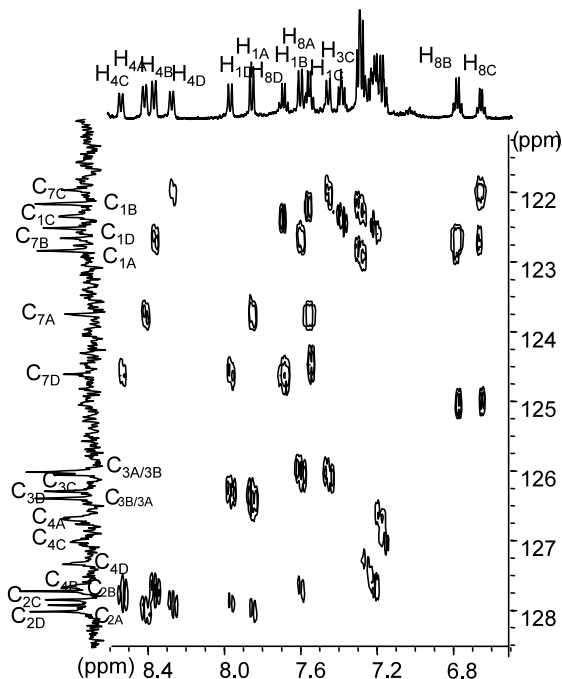 H4C H4A H4B H4D H1D H1A H8D H1B H8A H1C H3C H8B H8C
(ppm)
C7C
C1B
122
C1C
C7B
C1D
C1A
123
C7A
124
C7D
125
C3A/3B
126
C3C
C3D
C3B/3A
C4A
C4C
127
C4D
C4B
C2B
C2C
C2D
C2A
128
(ppm) 8.4 8.0 7.6 7.2 6.8